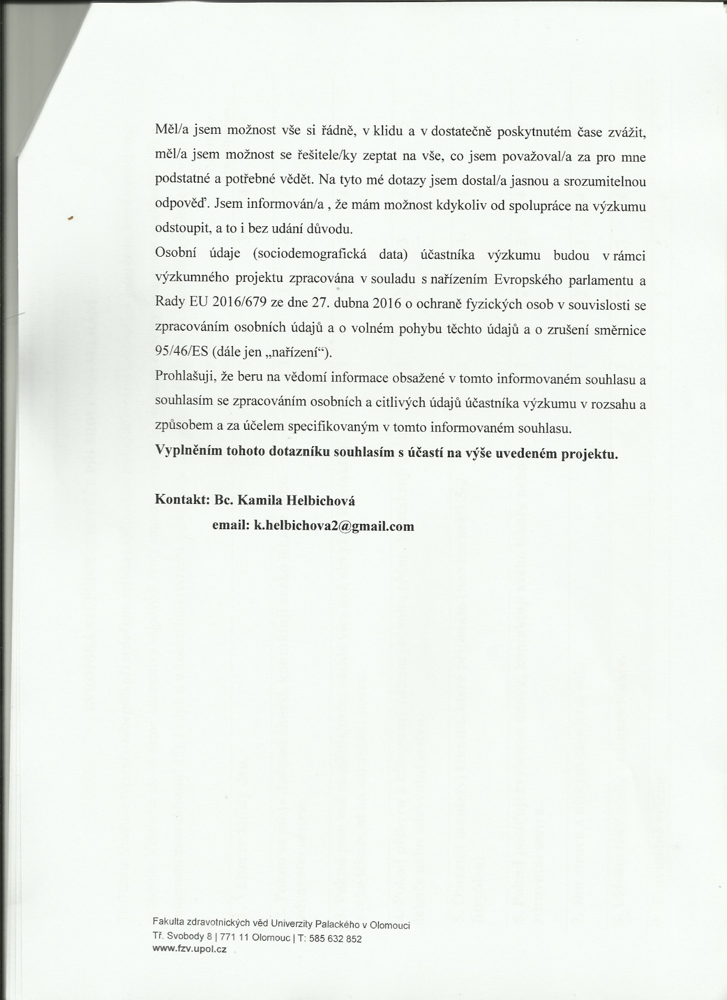 Měl/a jsem možnost vše si řádně, v klidu a v dostatečně poskytnutém čase zvážit,
měl/a jsem možnost se řešitele/ky zeptat na vše, co jsem považoval/a za pro mne
podstatné a potřebné vědět. Na tyto mé dotazy jsem dostal/a jasnou a srozumitelnou
odpověď. Jsem informován/a , že mám možnost kdykoliv od spolupráce na výzkumu
odstoupit, a to i bez udání důvodu.
Osobní údaje (sociodemografická data) účastníka výzkumu budou v rámci
výzkumného projektu zpracována v souladu s nařízením Evropského parlamentu a
Rady EU 2016/679 ze dne 27. dubna 2016 o ochraně fyzických osob v souvislosti se
zpracováním osobních údajů a o volném pohybu těchto údajů a o zrušení směrnice
95/46/ES (dále jen „nařízení“).
Prohlašuji, že beru na vědomí informace obsažené v tomto informovaném souhlasu a
souhlasím se zpracováním osobních a citlivých údajů účastníka výzkumu v rozsahu a
způsobem a za účelem specifikovaným v tomto informovaném souhlasu.
Vyplněním tohoto dotazníku souhlasím s účastí na výše uvedeném projektu.
Kontakt: Bc. Kamila Helbichová
email: k.helbichova2@gmail.com
Fakulta zdravotnických věd Univerzity Palackého v Olomouci
Tř. Svobody 8 | 771 11 Olomouc | T: 585 632 852
www.fzv.upol.cz